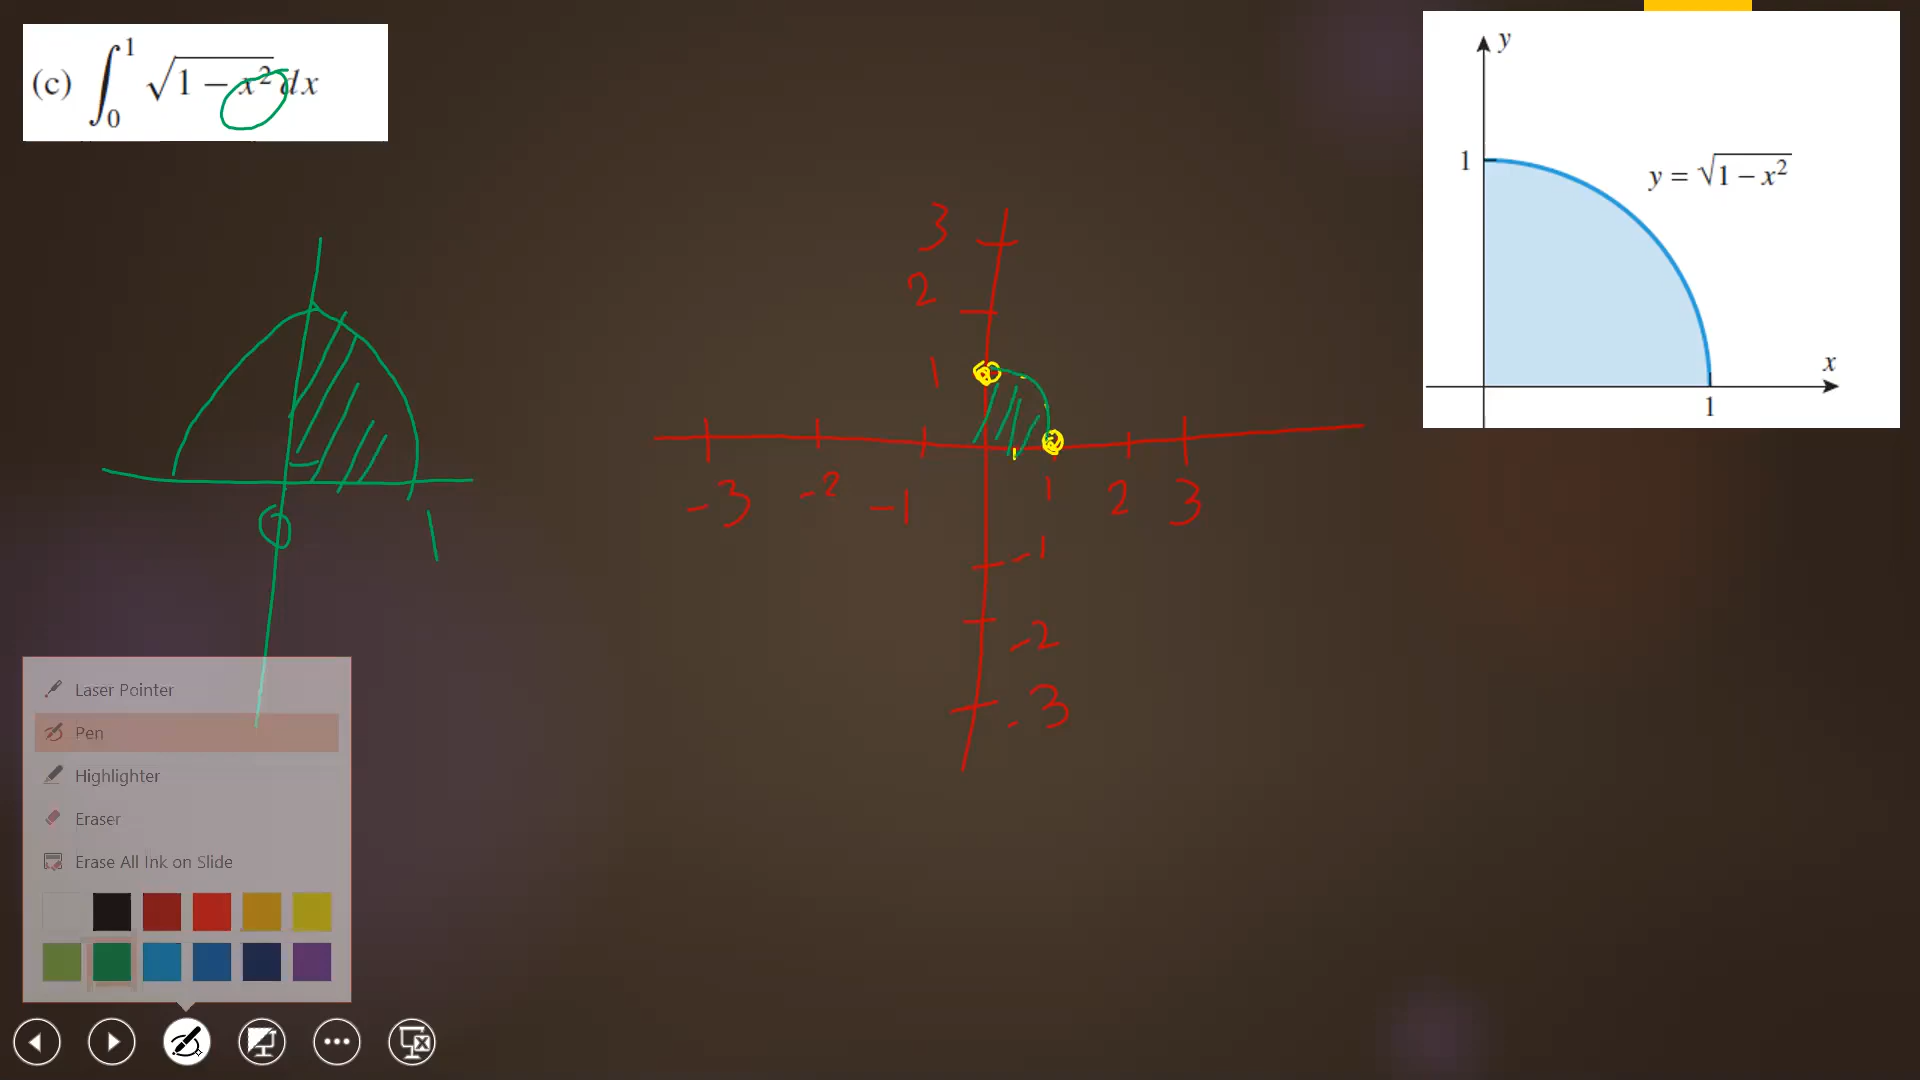 (c) ∫₀¹ √(1 − x²) dx
y
1
y = √(1 − x²)
x
1
3
2
1
-3 -2 -1 1 2 3
-1
-2
-3
0 1
Laser Pointer
Pen
Highlighter
Eraser
Erase All Ink on Slide